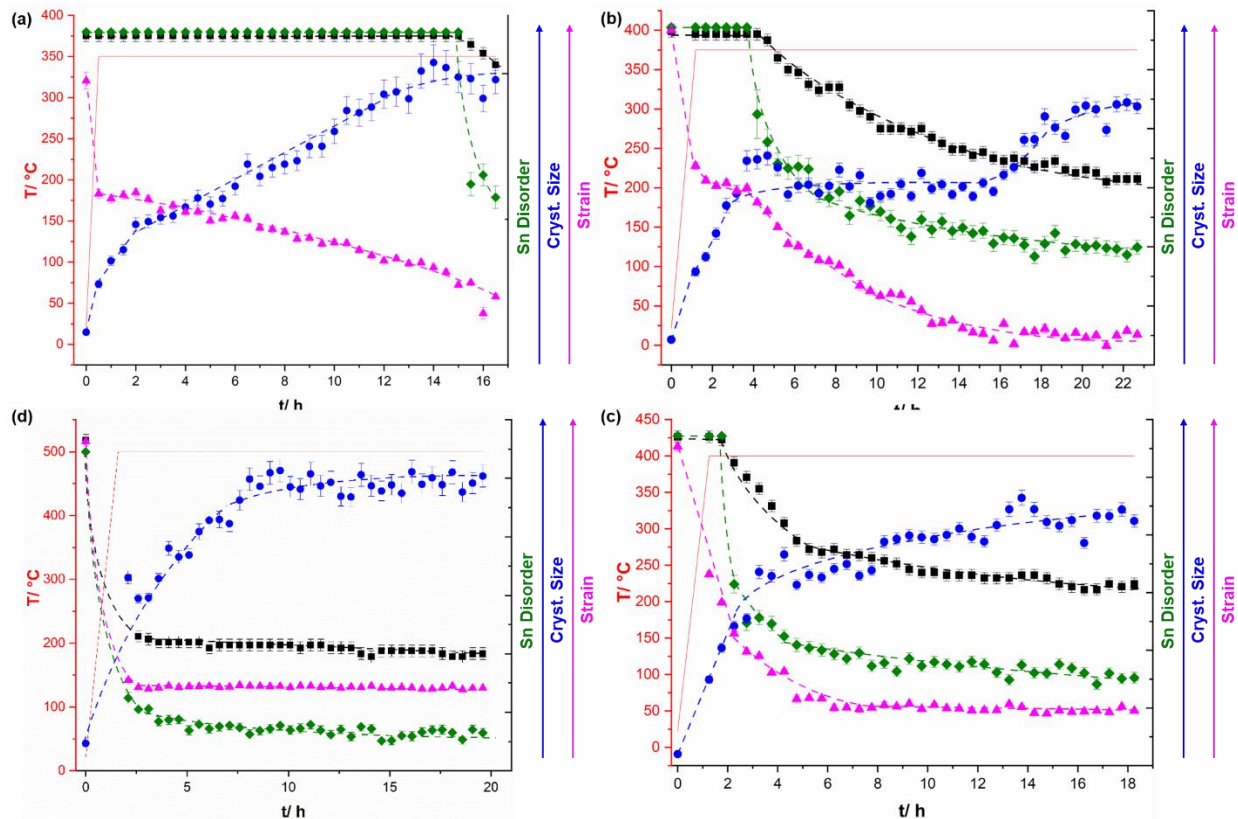 (a)
400
350
300
250
200
150
100
50
0
T/ °C
0 2 4 6 8 10 12 14 16
t/ h
Sn Disorder
Cryst. Size
Strain
(b)
400
350
300
250
200
150
100
50
0
T/ °C
0 2 4 6 8 10 12 14 16 18 20 22
t/ h
Sn Disorder
Cryst. Size
Strain
(d)
500
400
300
200
100
0
T/ °C
0 5 10 15 20
t/ h
Sn Disorder
Cryst. Size
Strain
(c)
450
400
350
300
250
200
150
100
50
0
T/ °C
0 2 4 6 8 10 12 14 16 18
t/ h
Sn Disorder
Cryst. Size
Strain